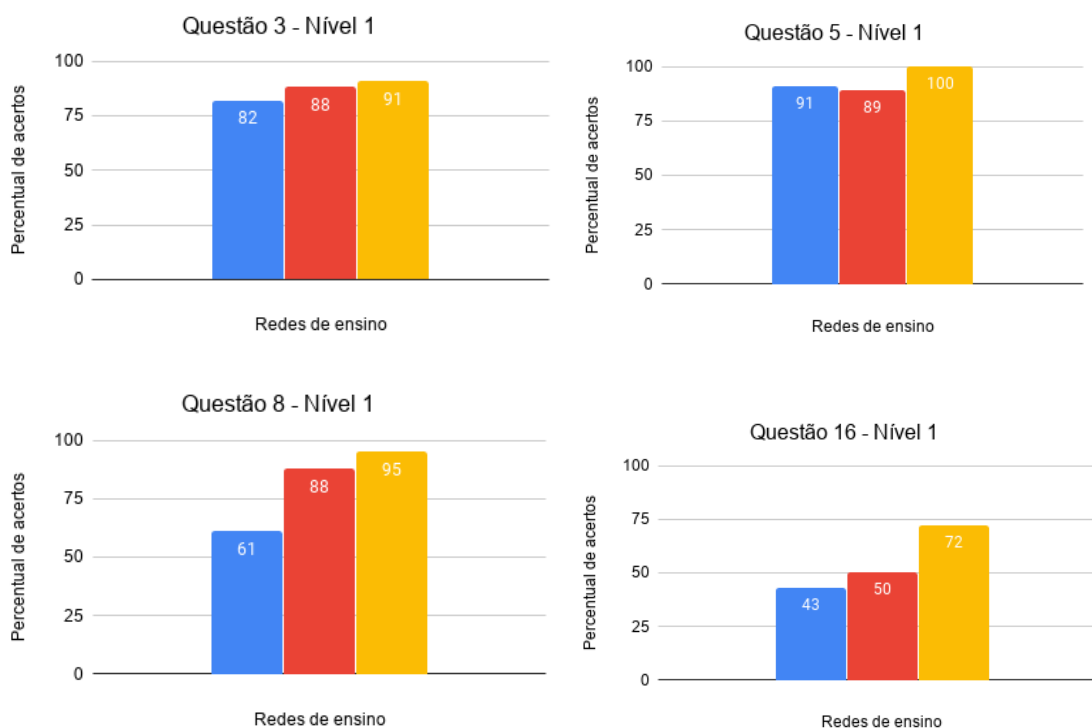 Questão 3 - Nível 1
Percentual de acertos
100
75
50
25
0
82
88
91
Redes de ensino
Questão 5 - Nível 1
Percentual de acertos
100
75
50
25
0
91
89
100
Redes de ensino
Questão 8 - Nível 1
Percentual de acertos
100
75
50
25
0
61
88
95
Redes de ensino
Questão 16 - Nível 1
Percentual de acertos
100
75
50
25
0
43
50
72
Redes de ensino